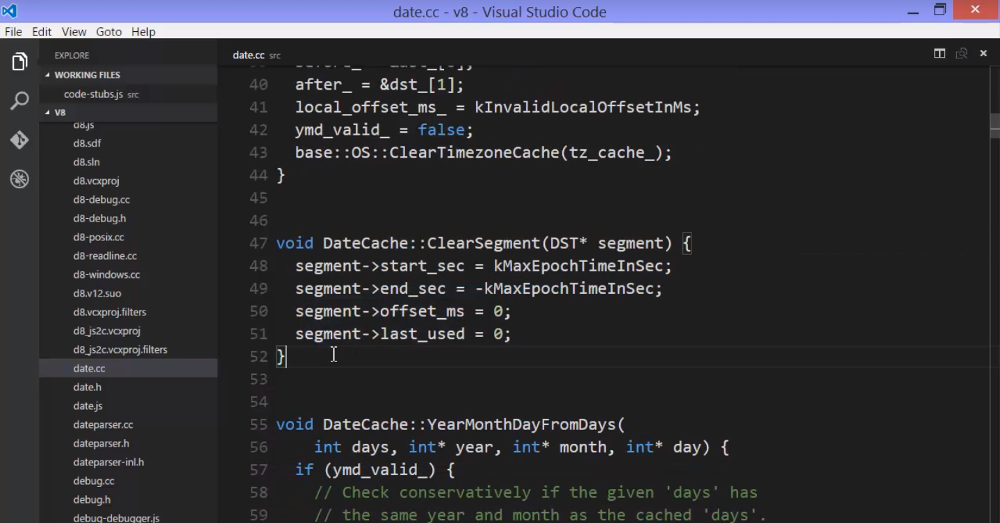 date.cc - v8 - Visual Studio Code
File Edit View Goto Help
EXPLORE
WORKING FILES
code-stubs.js src
V8
d8.js
d8.sdf
d8.sln
d8.vcxproj
d8-debug.cc
d8-debug.h
d8-posix.cc
d8-readline.cc
d8-windows.cc
d8.v12.suo
d8.vcxproj.filters
d8_js2c.vcxproj
d8_js2c.vcxproj.filters
date.cc
date.h
date.js
dateparser.cc
dateparser.h
dateparser-inl.h
debug.cc
debug.h
debug-debugger.js
date.cc src
40 after_ = &dst_[1];
41 local_offset_ms_ = kInvalidLocalOffsetInMs;
42 ymd_valid_ = false;
43 base::OS::ClearTimezoneCache(tz_cache_);
44 }
45
46
47 void DateCache::ClearSegment(DST* segment) {
48 segment->start_sec = kMaxEpochTimeInSec;
49 segment->end_sec = -kMaxEpochTimeInSec;
50 segment->offset_ms = 0;
51 segment->last_used = 0;
52 }
53
54
55 void DateCache::YearMonthDayFromDays(
56 int days, int* year, int* month, int* day) {
57 if (ymd_valid_) {
58 // Check conservatively if the given 'days' has
59 // the same year and month as the cached 'days'.